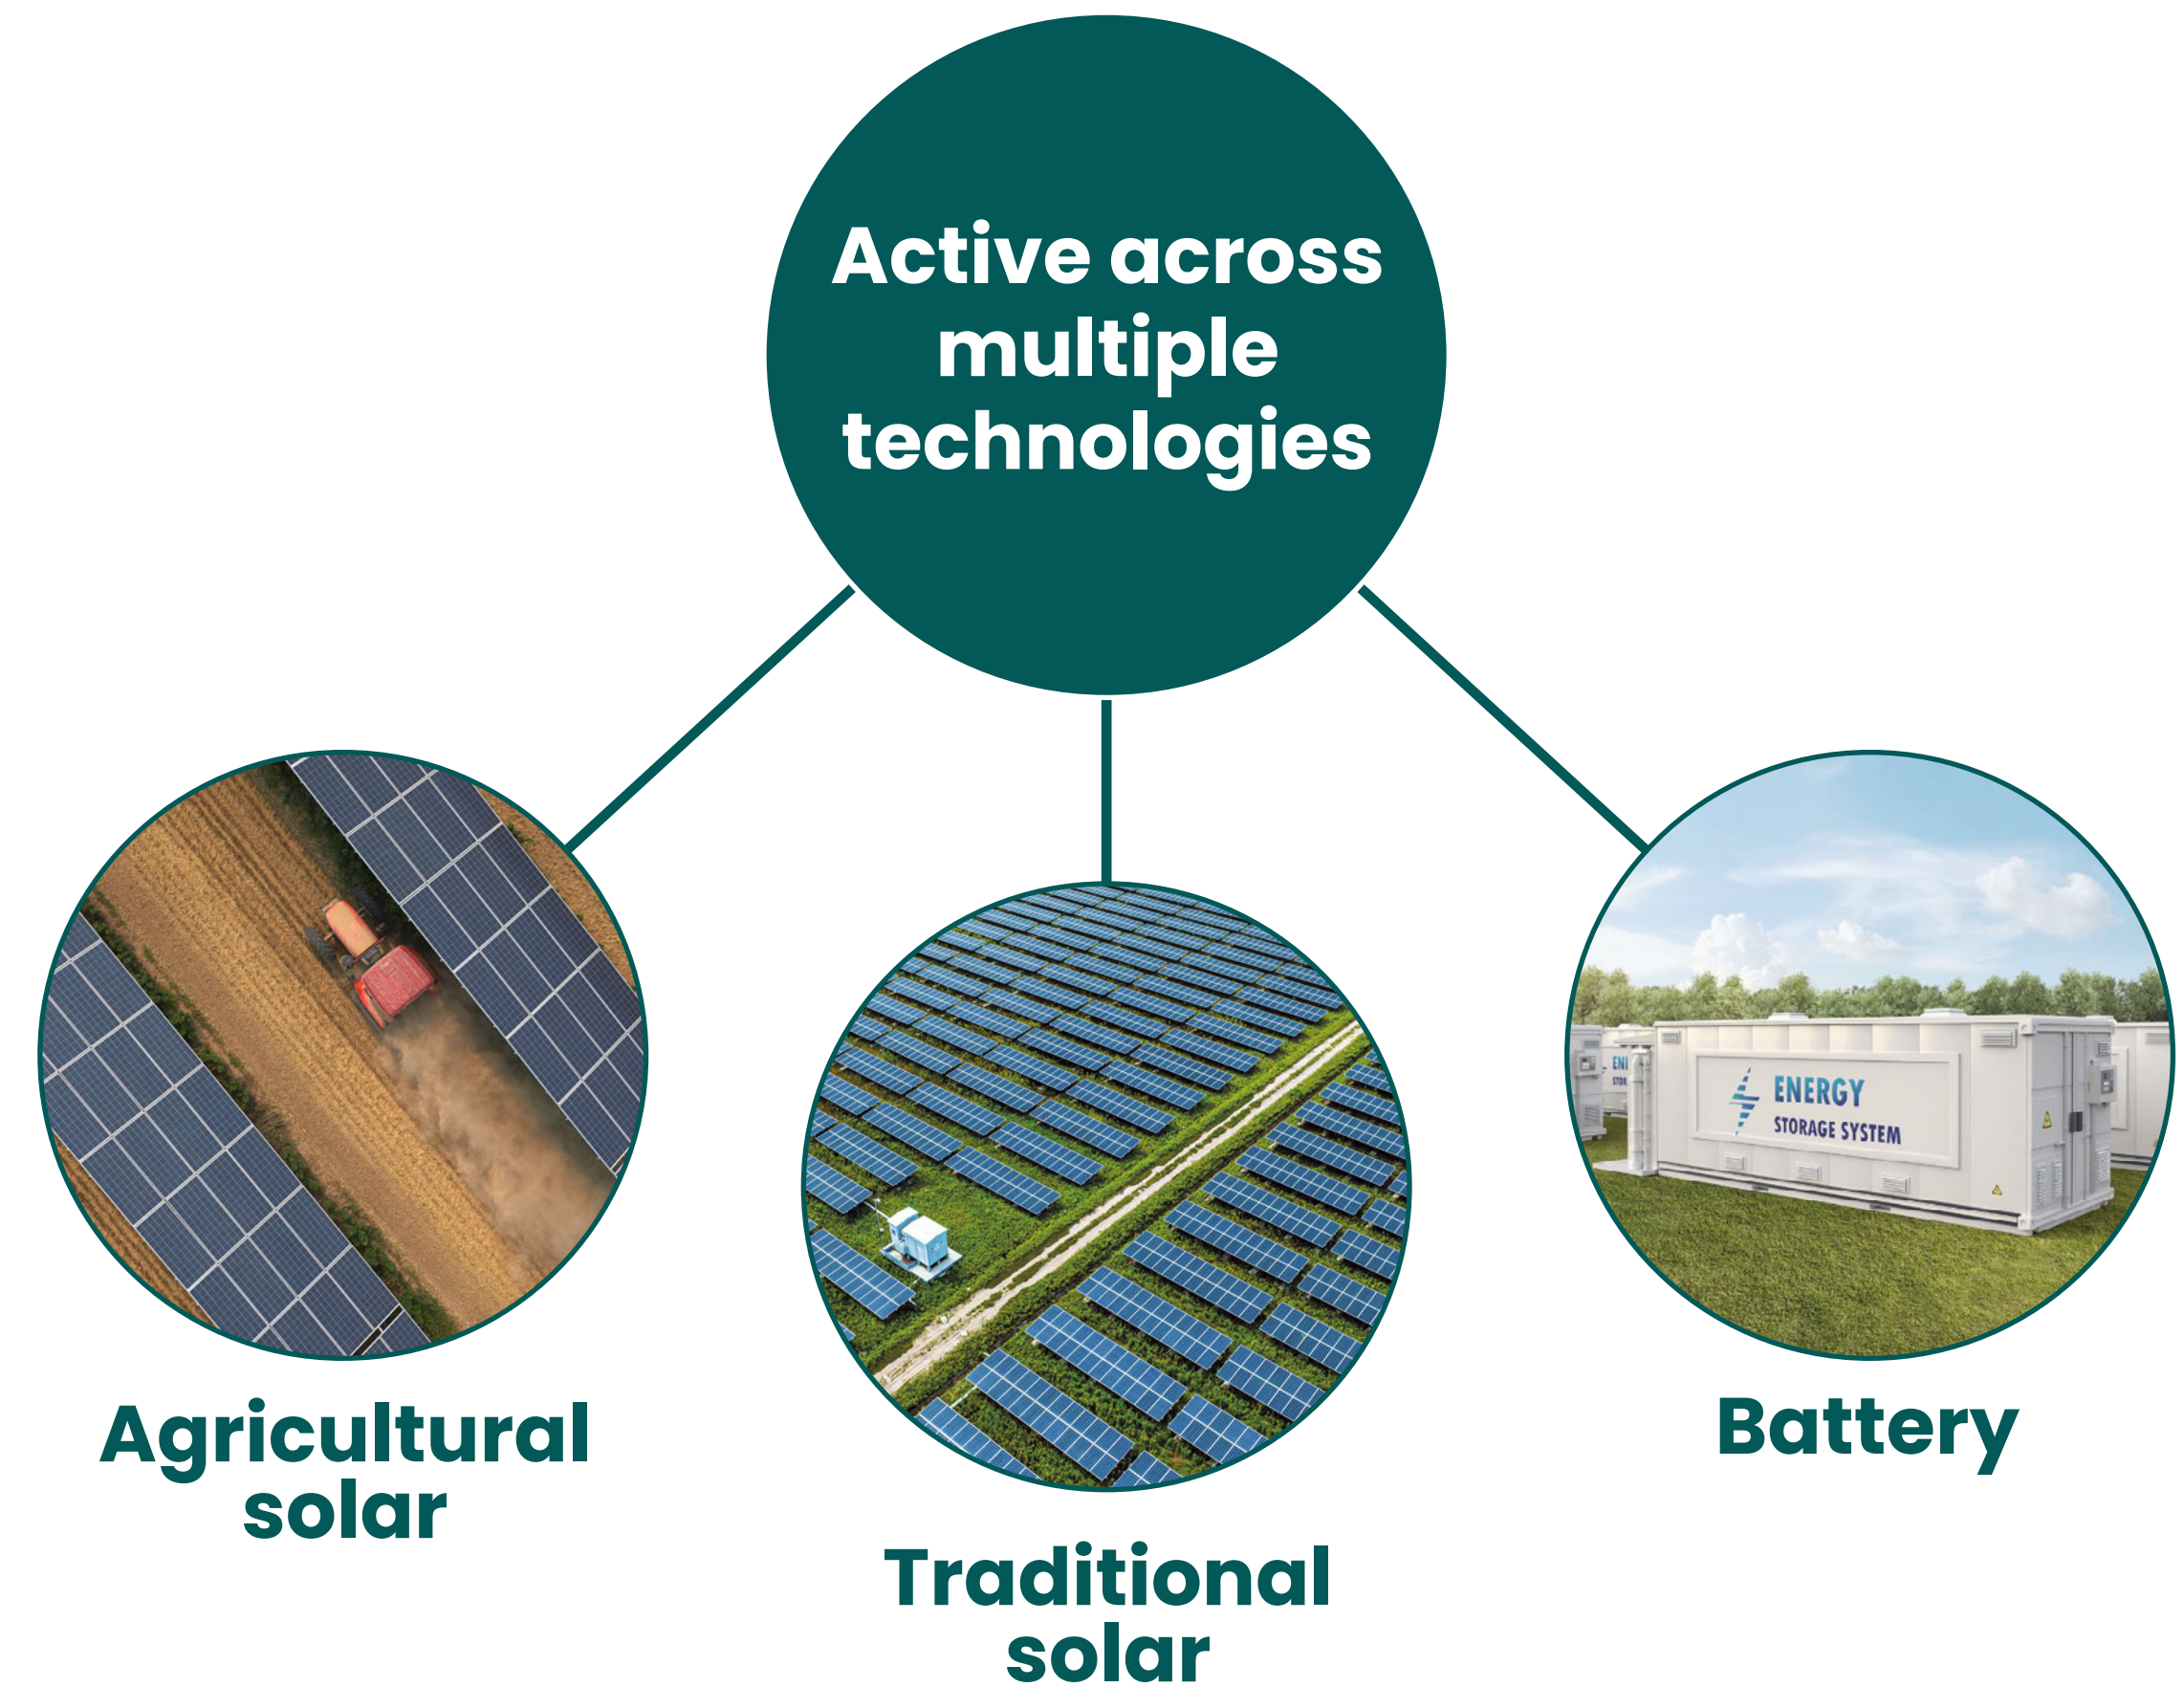 Active across
multiple
technologies
ENERGY
STORAGE SYSTEM
Agricultural
solar
Battery
Traditional
solar